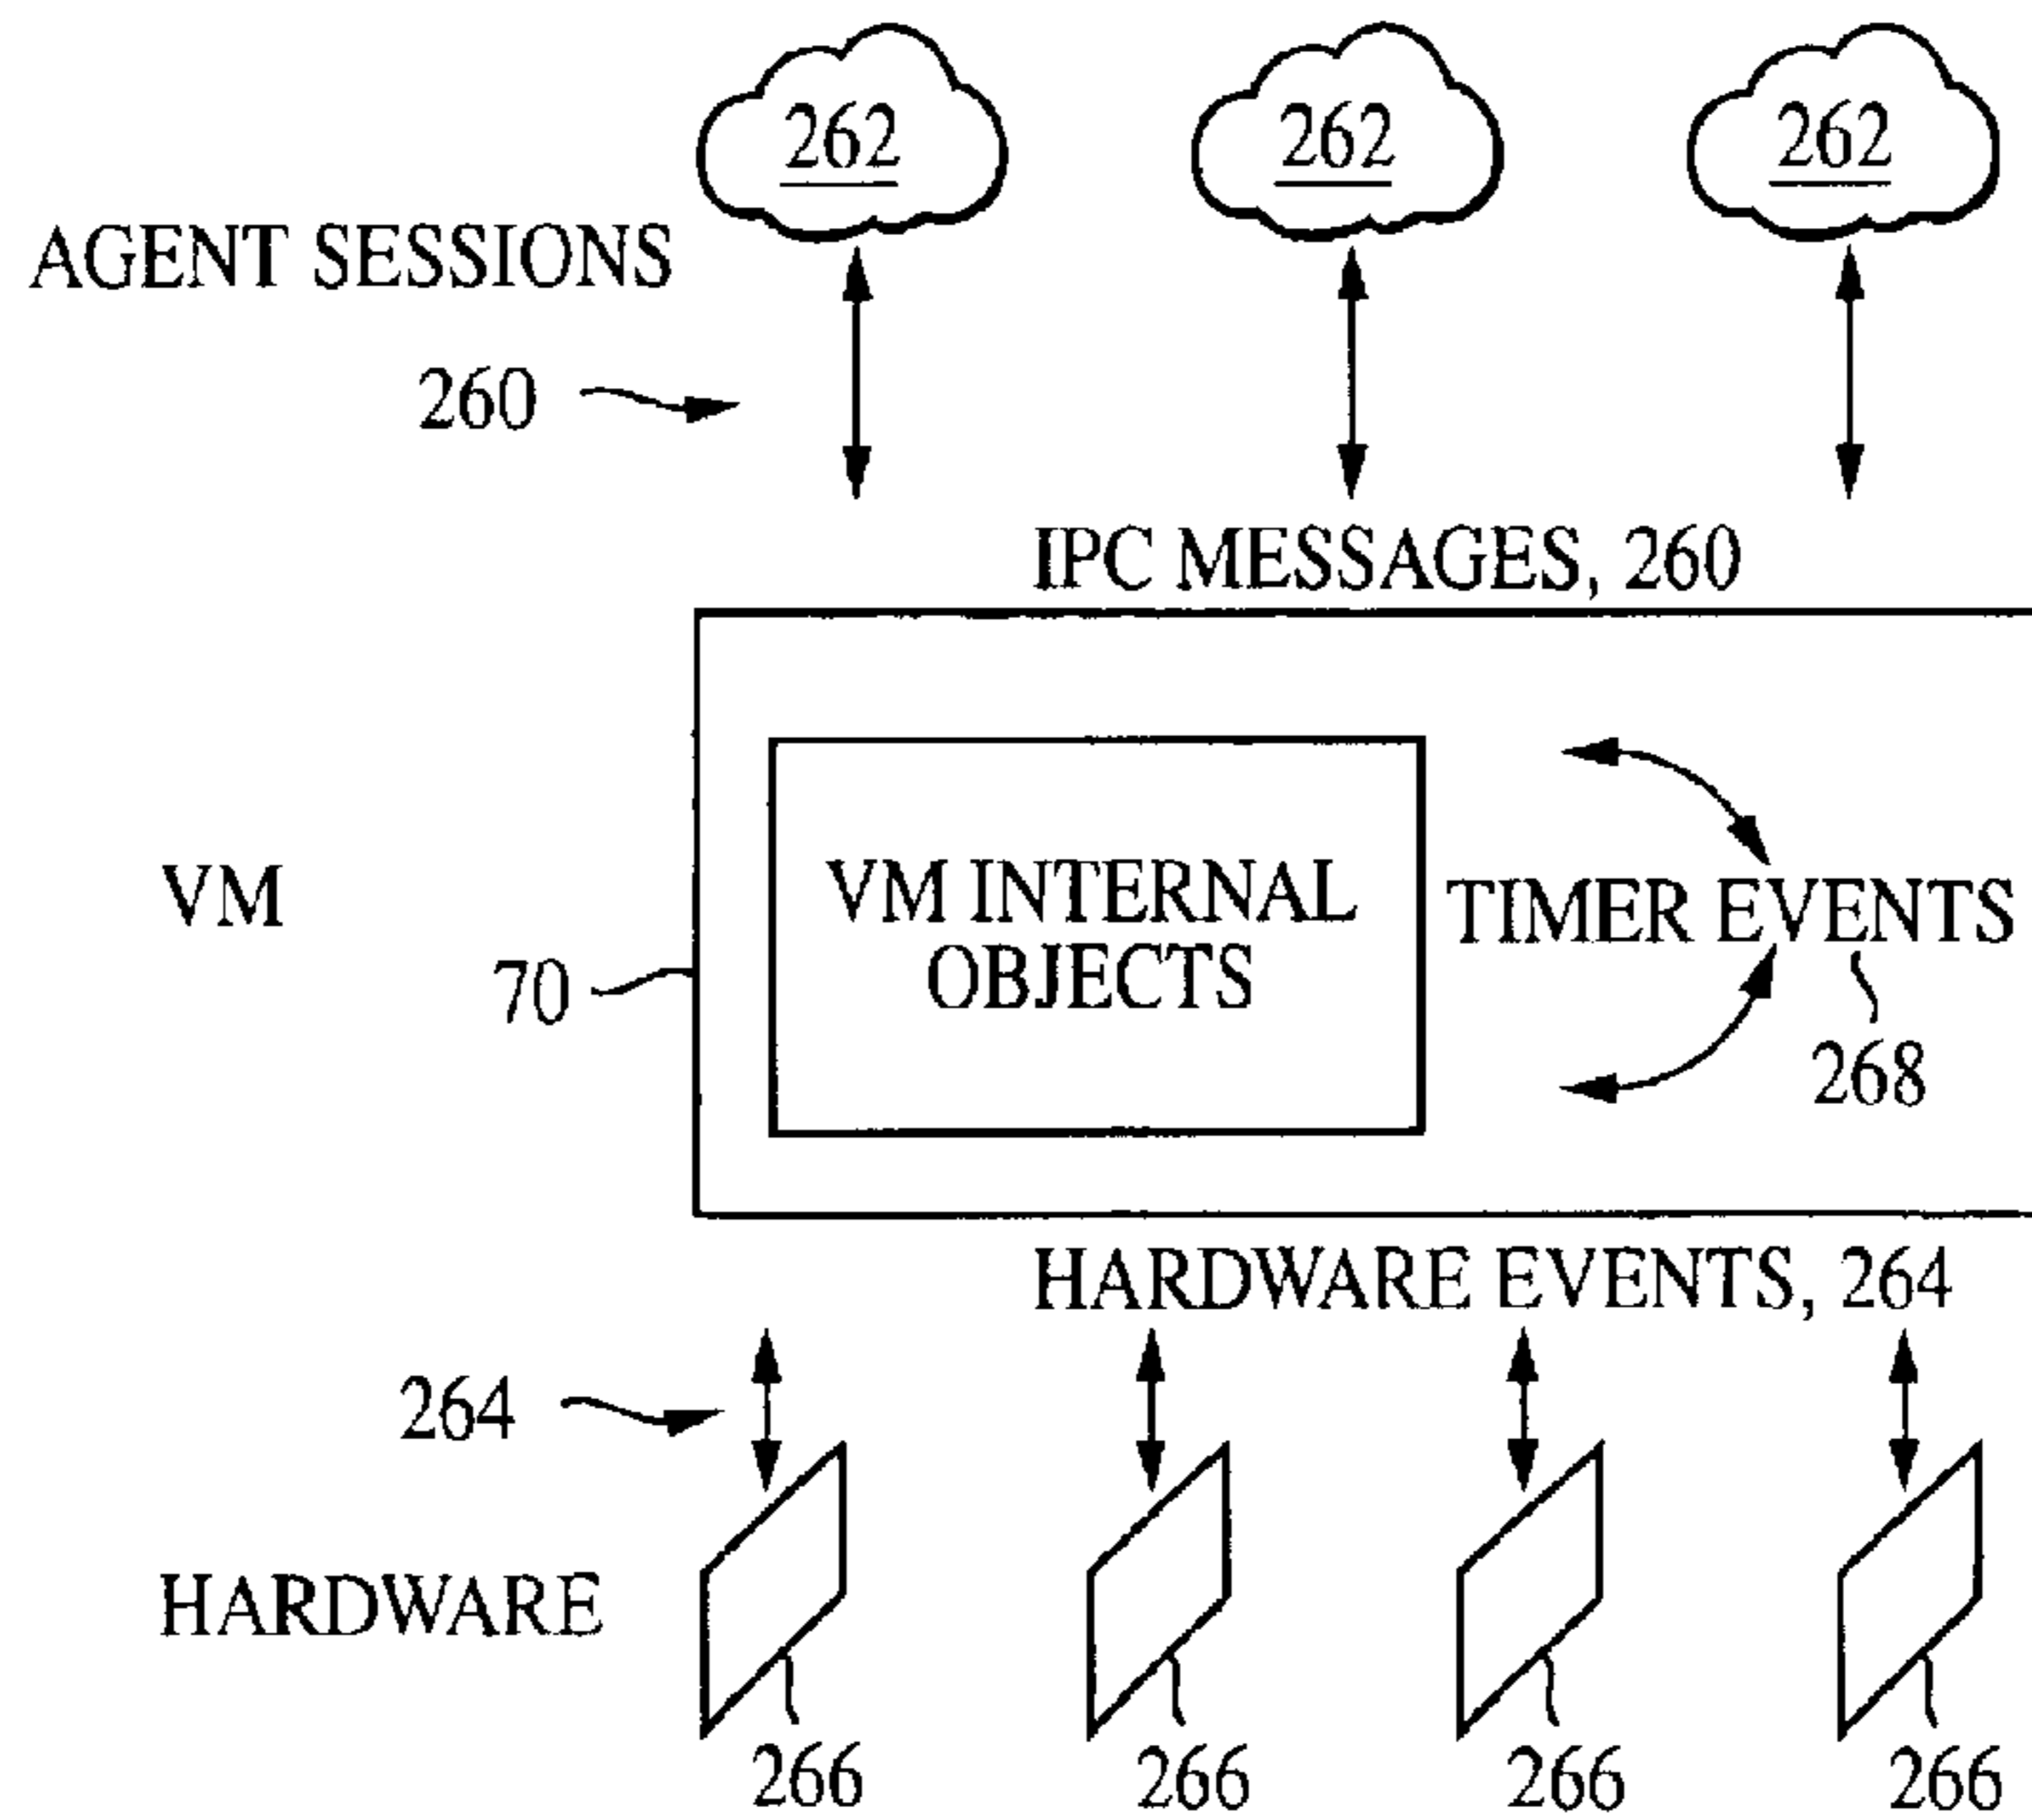 262 262 262
AGENT SESSIONS
260
IPC MESSAGES, 260
VM
70
VM INTERNAL
OBJECTS
TIMER EVENTS
268
HARDWARE EVENTS, 264
264
HARDWARE
266 266 266 266